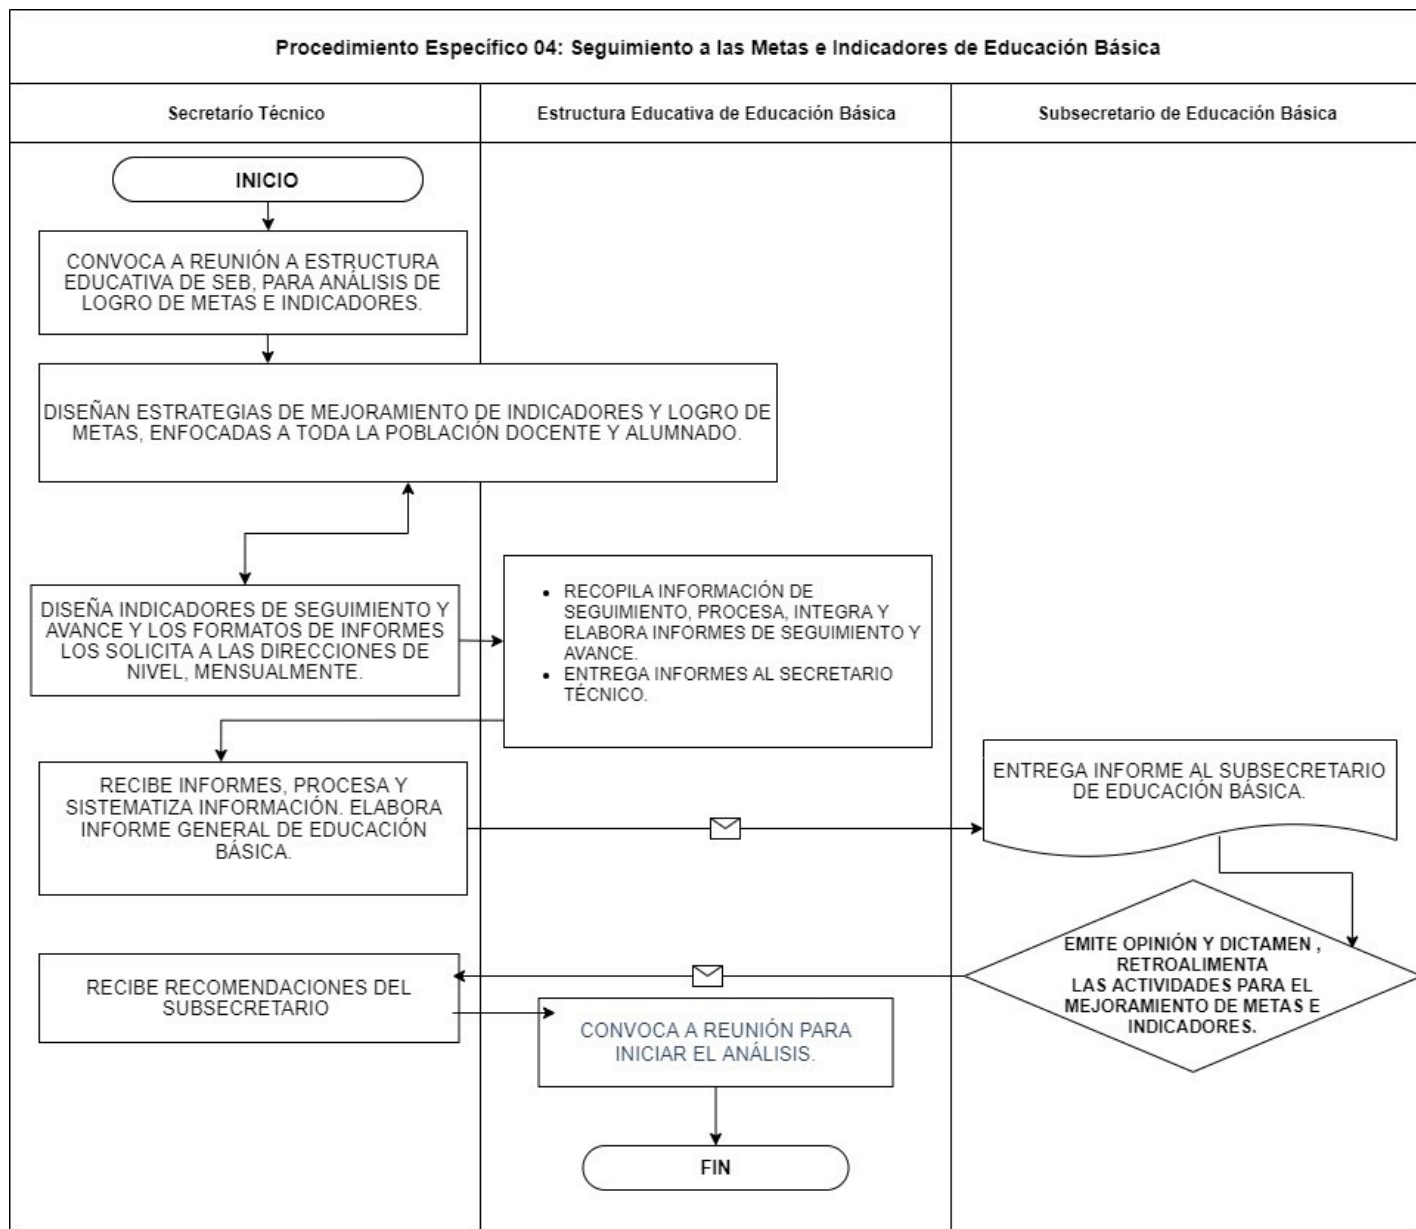 Procedimiento Específico 04: Seguimiento a las Metas e Indicadores de Educación Básica
Secretarío Técnico
Estructura Educativa de Educación Básica
Subsecretario de Educación Básica
INICIO
CONVOCA A REUNIÓN A ESTRUCTURA
EDUCATIVA DE SEB, PARA ANÁLISIS DE
LOGRO DE METAS E INDICADORES.
DISEÑAN ESTRATEGIAS DE MEJORAMIENTO DE INDICADORES Y LOGRO DE
METAS, ENFOCADAS A TODA LA POBLACIÓN DOCENTE Y ALUMNADO.
DISEÑA INDICADORES DE SEGUIMIENTO Y
AVANCE Y LOS FORMATOS DE INFORMES
LOS SOLICITA A LAS DIRECCIONES DE
NIVEL, MENSUALMENTE.
• RECOPILA INFORMACIÓN DE
SEGUIMIENTO, PROCESA, INTEGRA Y
ELABORA INFORMES DE SEGUIMIENTO Y
AVANCE.
• ENTREGA INFORMES AL SECRETARIO
TÉCNICO.
RECIBE INFORMES, PROCESA Y
SISTEMATIZA INFORMACIÓN. ELABORA
INFORME GENERAL DE EDUCACIÓN
BÁSICA.
ENTREGA INFORME AL SUBSECRETARIO
DE EDUCACIÓN BÁSICA.
EMITE OPINIÓN Y DICTAMEN ,
RETROALIMENTA
LAS ACTIVIDADES PARA EL
MEJORAMIENTO DE METAS E
INDICADORES.
RECIBE RECOMENDACIONES DEL
SUBSECRETARIO
CONVOCA A REUNIÓN PARA
INICIAR EL ANÁLISIS.
FIN